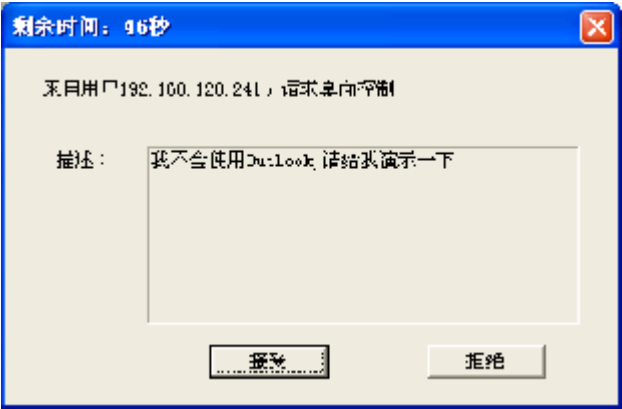 剩余时间：46秒
来自用户192.168.120.241，请求桌面控制
描述：
我不会使用Outlook,请给我演示一下
接受
拒绝